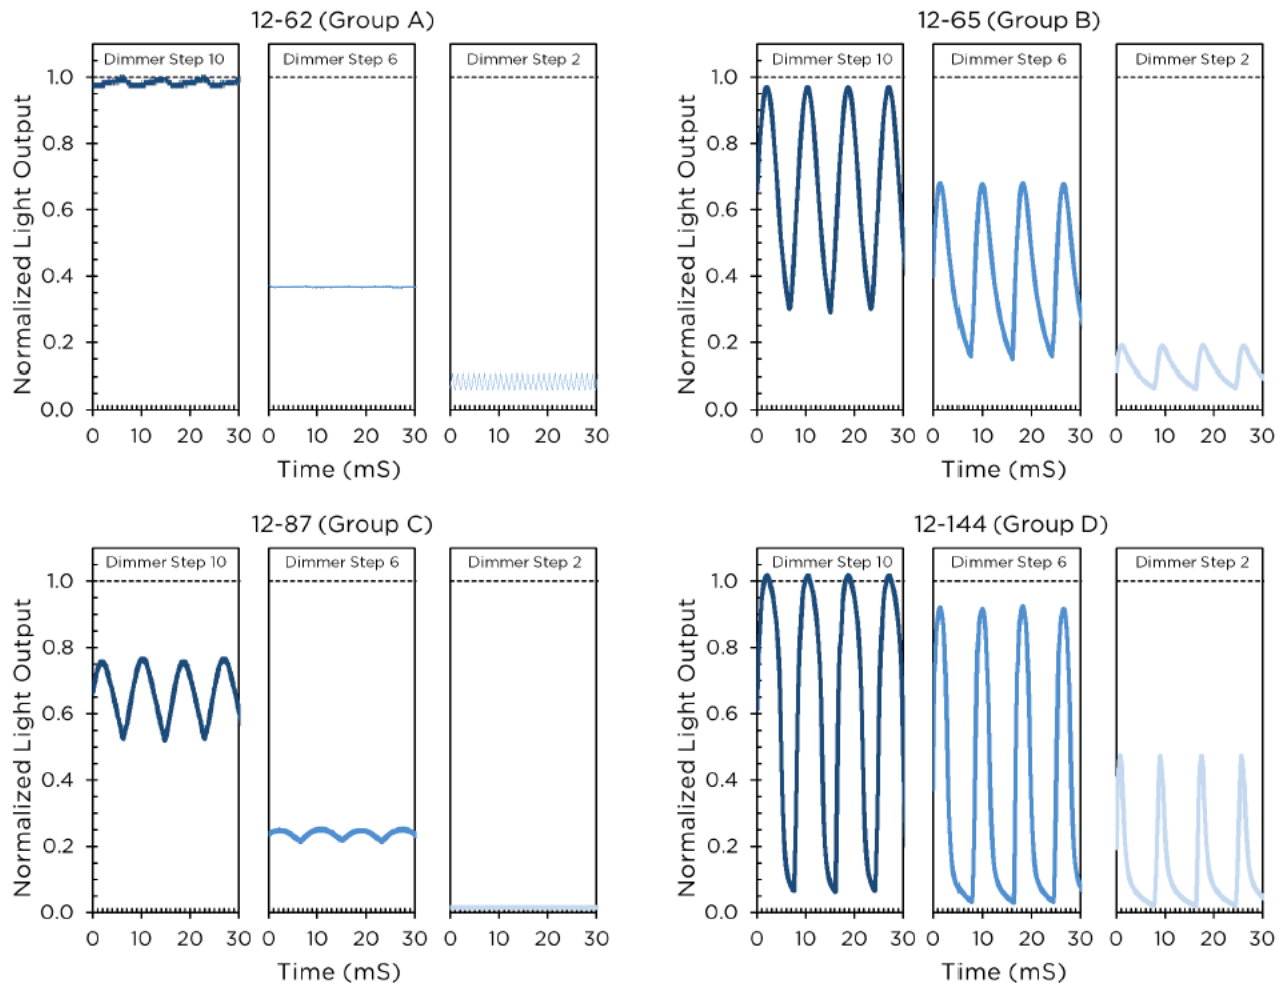 12-62 (Group A)
Dimmer Step 10
Dimmer Step 6
Dimmer Step 2
Normalized Light Output
1.0
0.8
0.6
0.4
0.2
0.0
0 10 20 30
0 10 20 30
0 10 20 30
Time (mS)
12-65 (Group B)
Dimmer Step 10
Dimmer Step 6
Dimmer Step 2
Normalized Light Output
1.0
0.8
0.6
0.4
0.2
0.0
0 10 20 30
0 10 20 30
0 10 20 30
Time (mS)
12-87 (Group C)
Dimmer Step 10
Dimmer Step 6
Dimmer Step 2
Normalized Light Output
1.0
0.8
0.6
0.4
0.2
0.0
0 10 20 30
0 10 20 30
0 10 20 30
Time (mS)
12-144 (Group D)
Dimmer Step 10
Dimmer Step 6
Dimmer Step 2
Normalized Light Output
1.0
0.8
0.6
0.4
0.2
0.0
0 10 20 30
0 10 20 30
0 10 20 30
Time (mS)